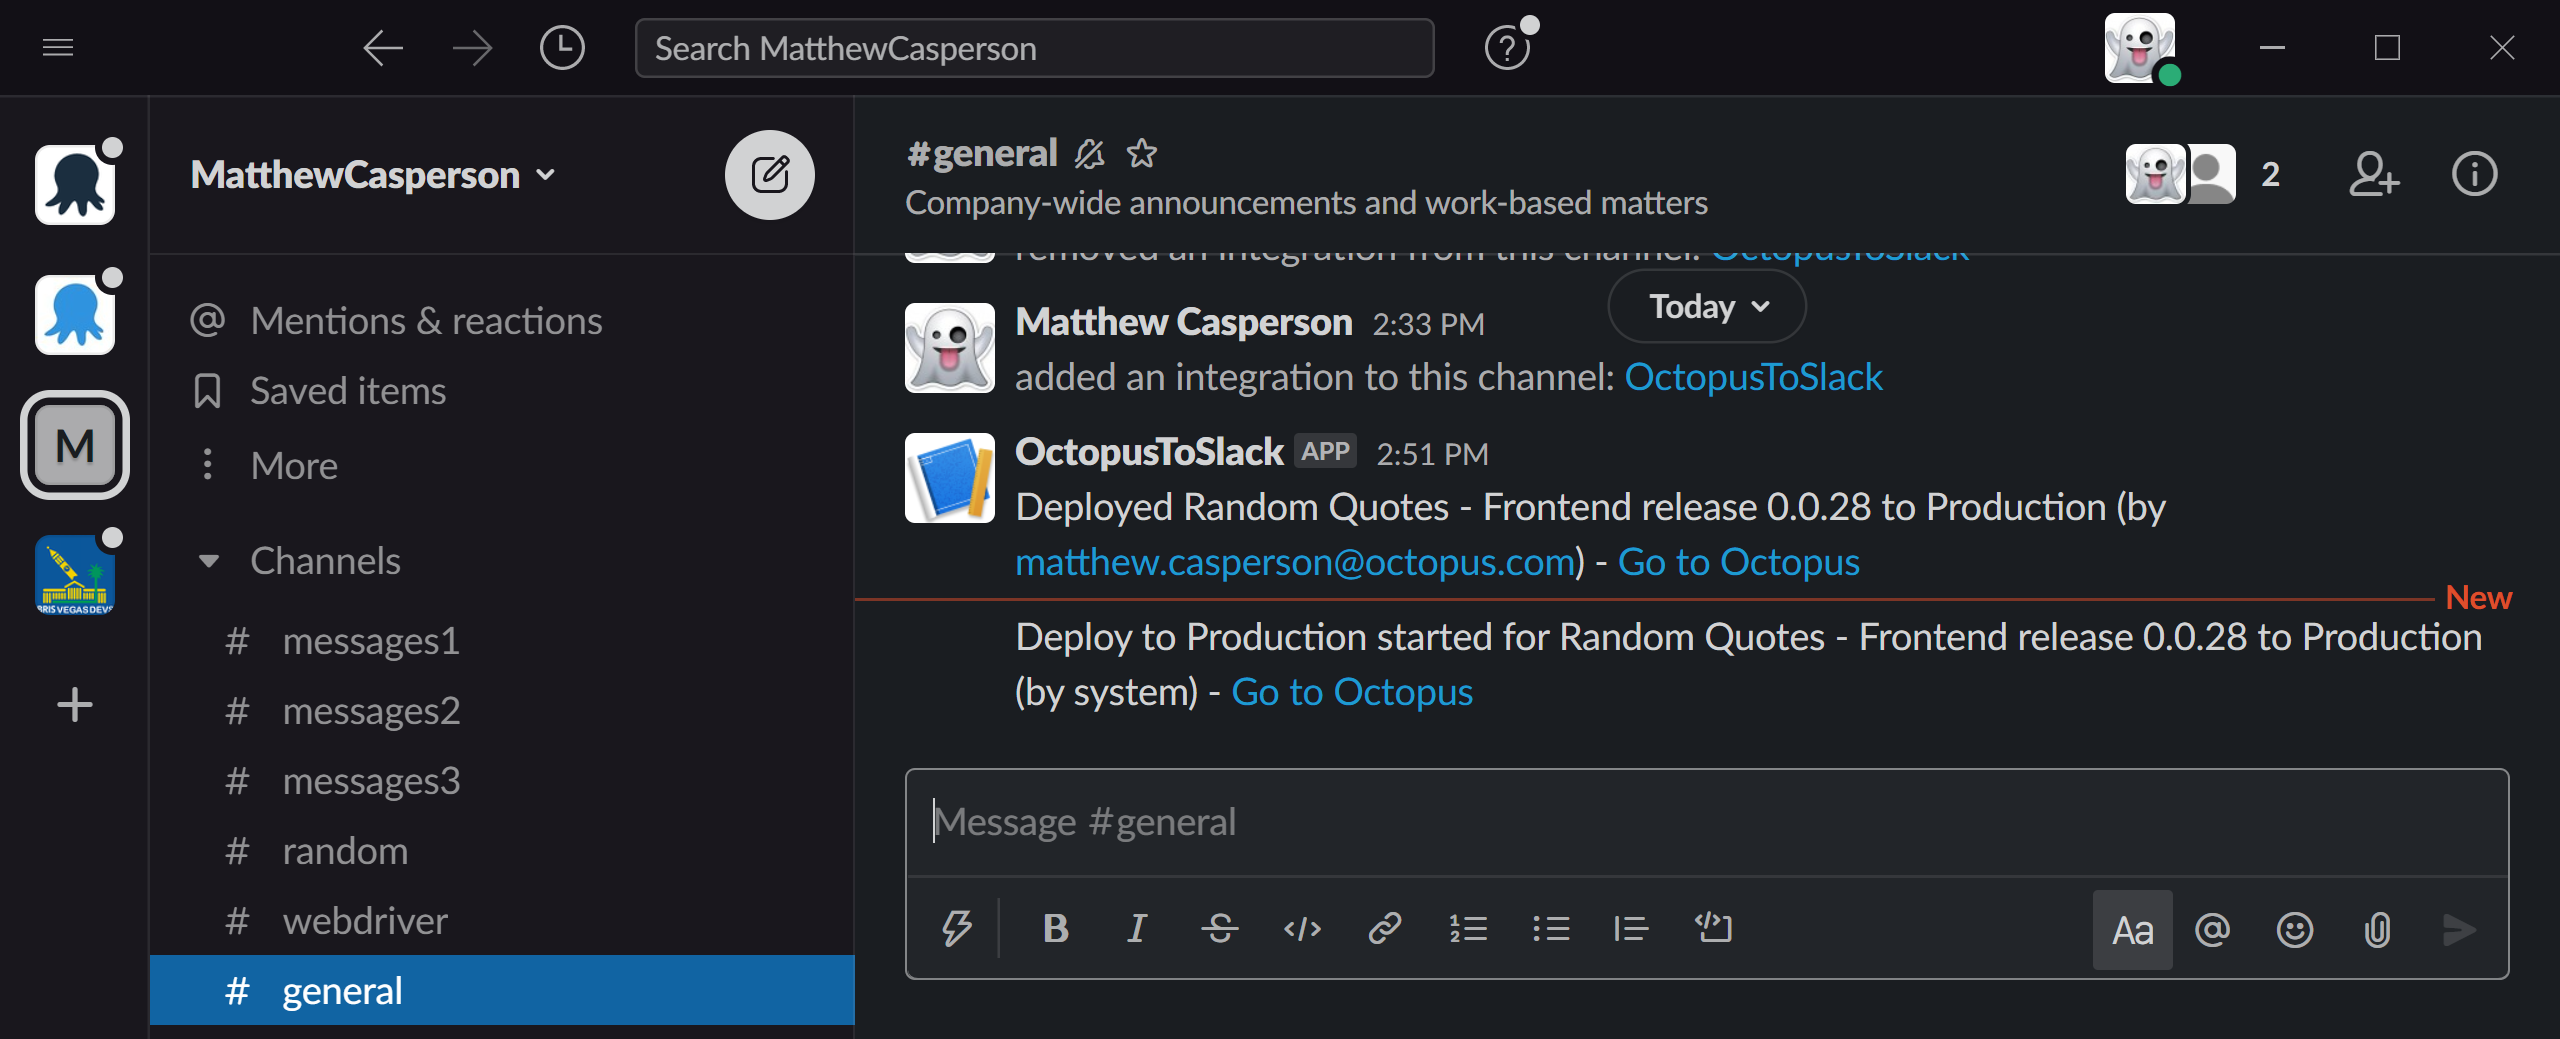 Search MatthewCasperson
MatthewCasperson
#general
Company-wide announcements and work-based matters
2
removed an integration from this channel: OctopusToSlack
Today
Matthew Casperson 2:33 PM
added an integration to this channel: OctopusToSlack
OctopusToSlack APP 2:51 PM
Deployed Random Quotes - Frontend release 0.0.28 to Production (by
matthew.casperson@octopus.com) - Go to Octopus
New
Deploy to Production started for Random Quotes - Frontend release 0.0.28 to Production
(by system) - Go to Octopus
Message #general
B I
Aa
M
BRIS VEGAS DEVS
@ Mentions & reactions
Saved items
More
Channels
# messages1
# messages2
# messages3
# random
# webdriver
# general